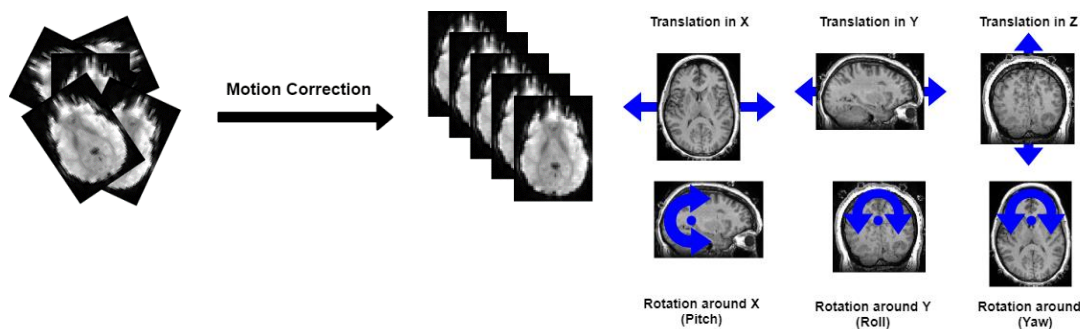 Translation in X
Translation in Y
Translation in Z
Motion Correction
Rotation around X
(Pitch)
Rotation around Y
(Roll)
Rotation around
(Yaw)